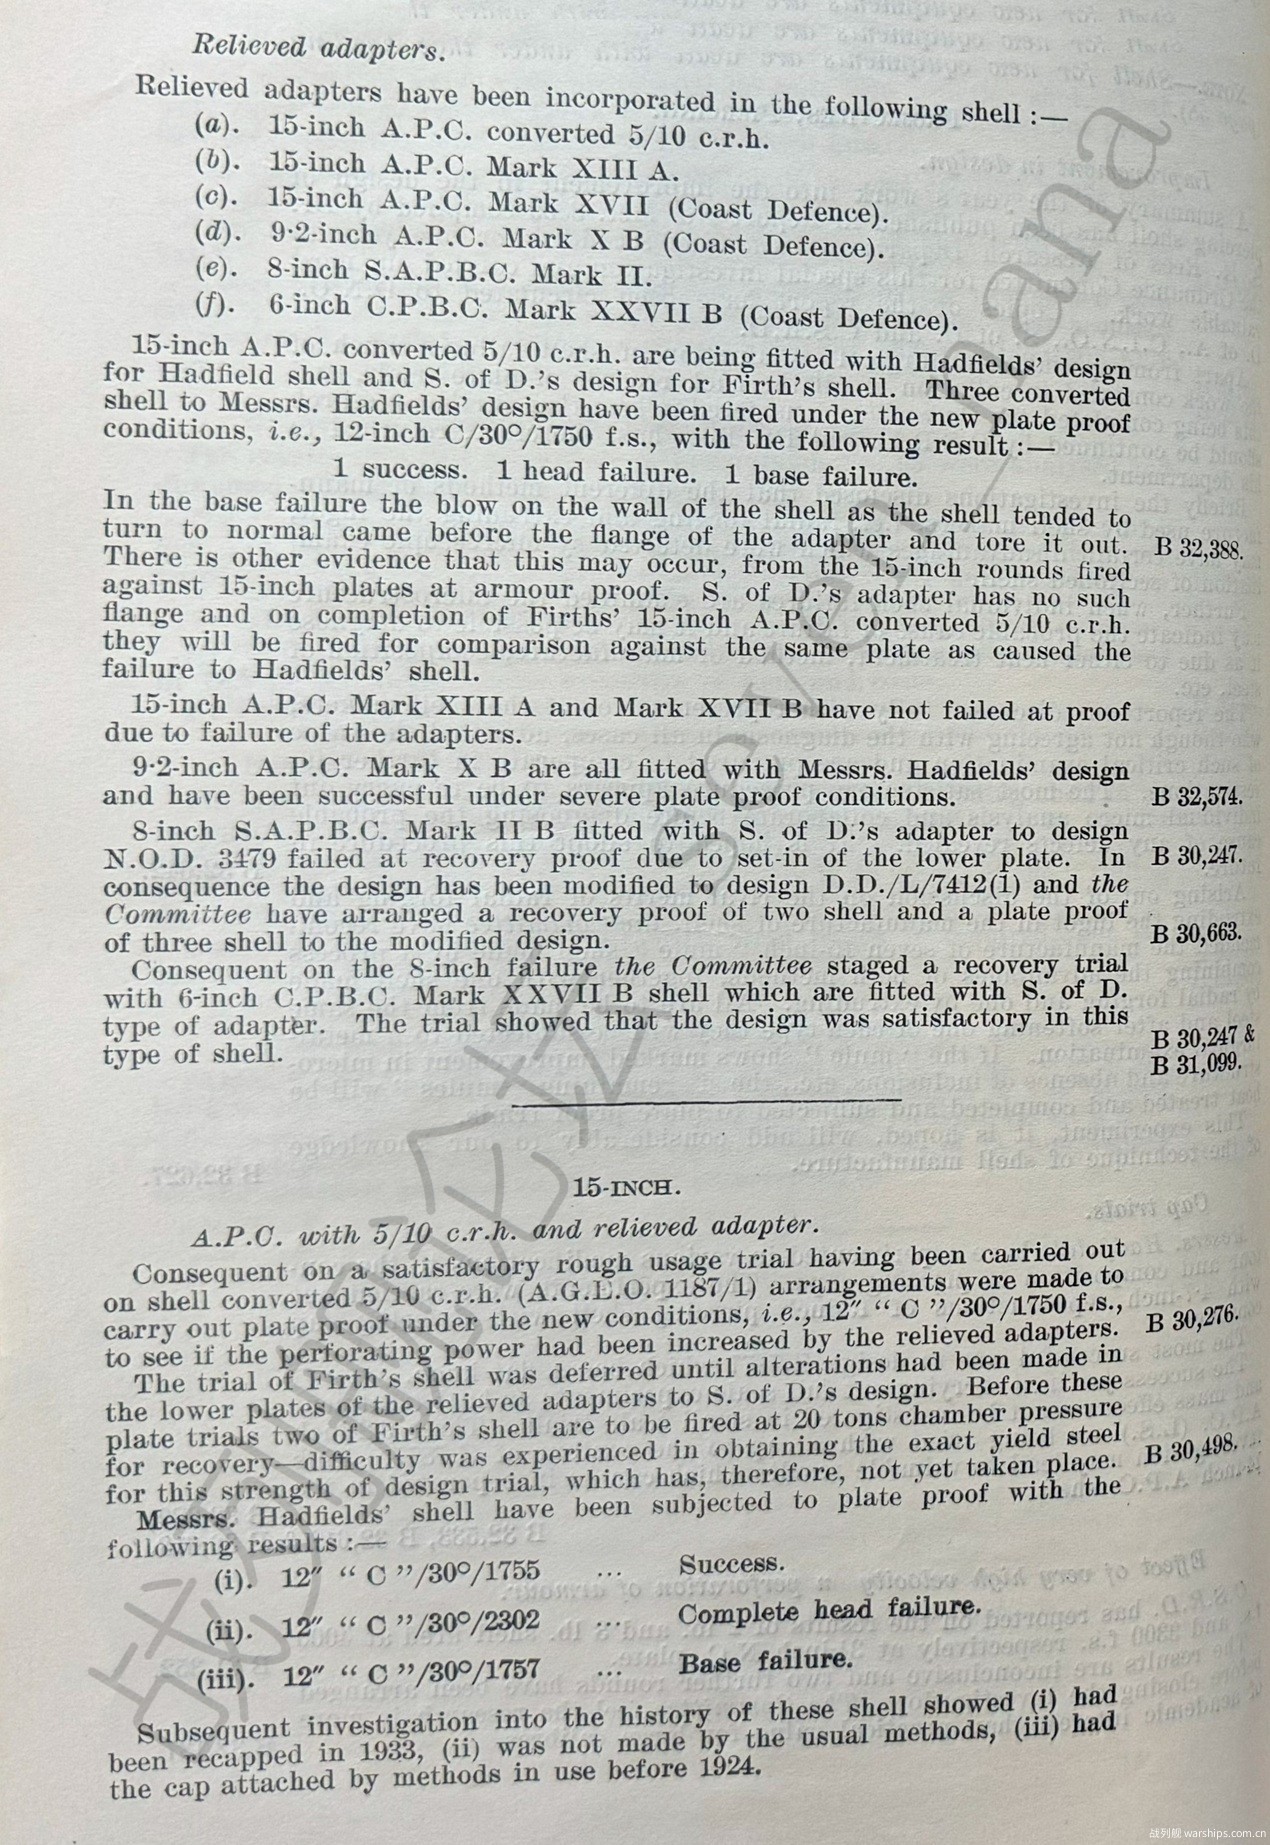 Relieved adapters.
Relieved adapters have been incorporated in the following shell :—
(a). 15-inch A.P.C. converted 5/10 c.r.h.
(b). 15-inch A.P.C. Mark XIII A.
(c). 15-inch A.P.C. Mark XVII (Coast Defence).
(d). 9·2-inch A.P.C. Mark X B (Coast Defence).
(e). 8-inch S.A.P.B.C. Mark II.
(f). 6-inch C.P.B.C. Mark XXVII B (Coast Defence).
15-inch A.P.C. converted 5/10 c.r.h. are being fitted with Hadfields' design
for Hadfield shell and S. of D.'s design for Firth's shell. Three converted
shell to Messrs. Hadfields' design have been fired under the new plate proof
conditions, i.e., 12-inch C/30°/1750 f.s., with the following result :—
1 success. 1 head failure. 1 base failure.
In the base failure the blow on the wall of the shell as the shell tended to
turn to normal came before the flange of the adapter and tore it out. B 32,388.
There is other evidence that this may occur, from the 15-inch rounds fired
against 15-inch plates at armour proof. S. of D.'s adapter has no such
flange and on completion of Firths' 15-inch A.P.C. converted 5/10 c.r.h.
they will be fired for comparison against the same plate as caused the
failure to Hadfields' shell.
15-inch A.P.C. Mark XIII A and Mark XVII B have not failed at proof
due to failure of the adapters.
9·2-inch A.P.C. Mark X B are all fitted with Messrs. Hadfields' design
and have been successful under severe plate proof conditions. B 32,574.
8-inch S.A.P.B.C. Mark II B fitted with S. of D.'s adapter to design
N.O.D. 3479 failed at recovery proof due to set-in of the lower plate. In B 30,247.
consequence the design has been modified to design D.D./L/7412(1) and the
Committee have arranged a recovery proof of two shell and a plate proof
of three shell to the modified design. B 30,663.
Consequent on the 8-inch failure the Committee staged a recovery trial
with 6-inch C.P.B.C. Mark XXVII B shell which are fitted with S. of D.
type of adapter. The trial showed that the design was satisfactory in this
type of shell. B 30,247 &
B 31,099.
15-INCH.
A.P.C. with 5/10 c.r.h. and relieved adapter.
Consequent on a satisfactory rough usage trial having been carried out
on shell converted 5/10 c.r.h. (A.G.E.O. 1187/1) arrangements were made to
carry out plate proof under the new conditions, i.e., 12″ “ C ”/30°/1750 f.s., B 30,276.
to see if the perforating power had been increased by the relieved adapters.
The trial of Firth's shell was deferred until alterations had been made in
the lower plates of the relieved adapters to S. of D.'s design. Before these
plate trials two of Firth's shell are to be fired at 20 tons chamber pressure
for recovery—difficulty was experienced in obtaining the exact yield steel B 30,498.
for this strength of design trial, which has, therefore, not yet taken place.
Messrs. Hadfields' shell have been subjected to plate proof with the
following results :—
(i). 12″ “ C ”/30°/1755 ... Success.
(ii). 12″ “ C ”/30°/2302 ... Complete head failure.
(iii). 12″ “ C ”/30°/1757 ... Base failure.
Subsequent investigation into the history of these shell showed (i) had
been recapped in 1933, (ii) was not made by the usual methods, (iii) had
the cap attached by methods in use before 1924.
战列舰 warships.com.cn